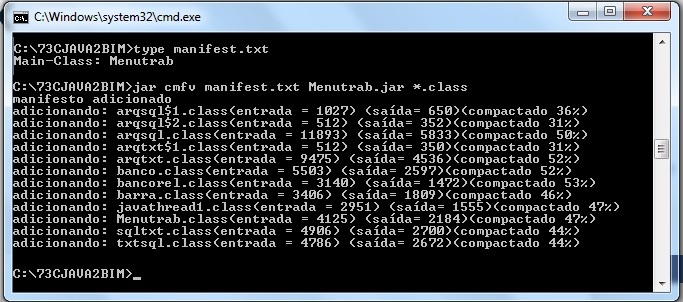 C:\Windows\system32\cmd.exe
C:\73CJAVA2BIM>type manifest.txt
Main-Class: Menutrab
C:\73CJAVA2BIM>jar cmfv manifest.txt Menutrab.jar *.class
manifesto adicionado
adicionando: arqsql$1.class(entrada = 1027) (saída= 650)(compactado 36%)
adicionando: arqsql$2.class(entrada = 512) (saída= 352)(compactado 31%)
adicionando: arqsql.class(entrada = 11893) (saída= 5833)(compactado 50%)
adicionando: arqtxt$1.class(entrada = 512) (saída= 350)(compactado 31%)
adicionando: arqtxt.class(entrada = 9475) (saída= 4536)(compactado 52%)
adicionando: banco.class(entrada = 5503) (saída= 2597)(compactado 52%)
adicionando: bancorel.class(entrada = 3140) (saída= 1472)(compactado 53%)
adicionando: barra.class(entrada = 3406) (saída= 1809)(compactado 46%)
adicionando: javathread1.class(entrada = 2951) (saída= 1555)(compactado 47%)
adicionando: Menutrab.class(entrada = 4125) (saída= 2184)(compactado 47%)
adicionando: sqltxt.class(entrada = 4906) (saída= 2700)(compactado 44%)
adicionando: txtsql.class(entrada = 4786) (saída= 2672)(compactado 44%)
C:\73CJAVA2BIM>_